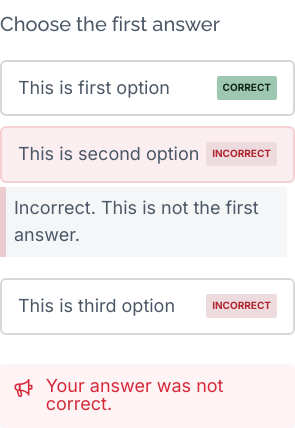 Choose the first answer
This is first option CORRECT
This is second option INCORRECT
Incorrect. This is not the first
answer.
This is third option INCORRECT
Your answer was not
correct.